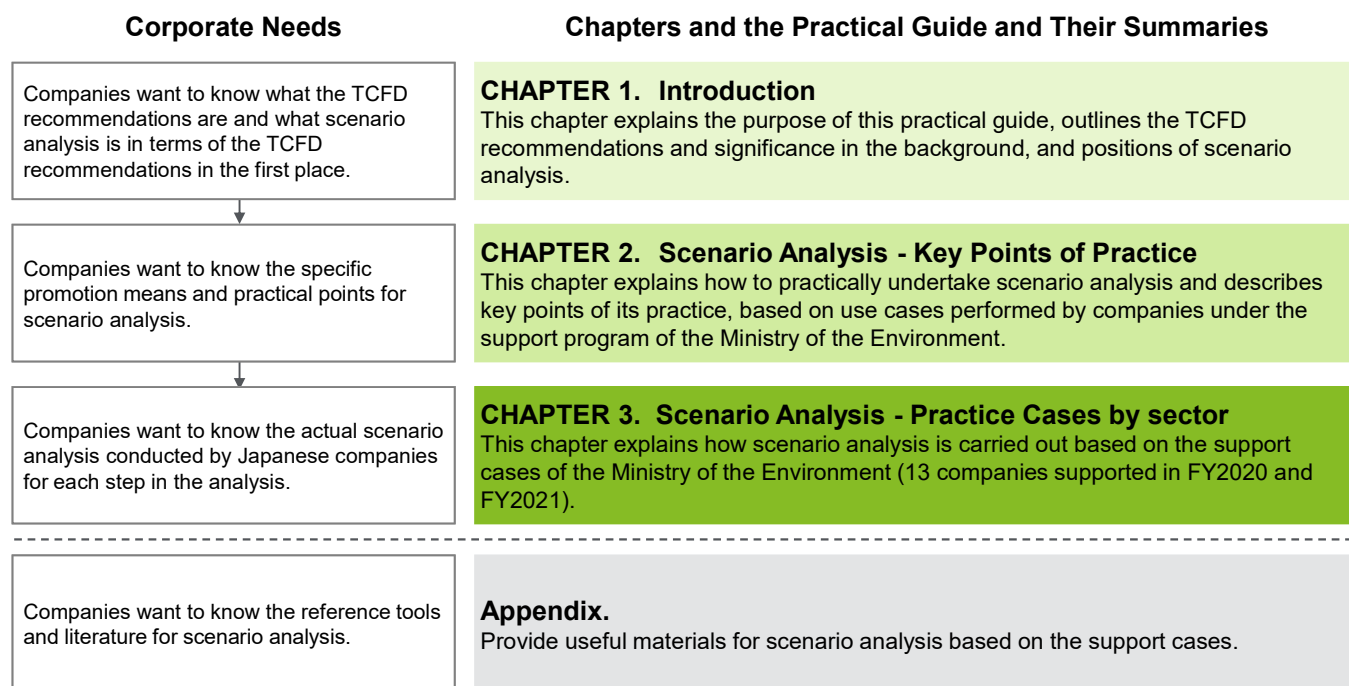 Corporate Needs
Chapters and the Practical Guide and Their Summaries
Companies want to know what the TCFD
recommendations are and what scenario
analysis is in terms of the TCFD
recommendations in the first place.
CHAPTER 1. Introduction
This chapter explains the purpose of this practical guide, outlines the TCFD
recommendations and significance in the background, and positions of scenario
analysis.
Companies want to know the specific
promotion means and practical points for
scenario analysis.
CHAPTER 2. Scenario Analysis - Key Points of Practice
This chapter explains how to practically undertake scenario analysis and describes
key points of its practice, based on use cases performed by companies under the
support program of the Ministry of the Environment.
Companies want to know the actual scenario
analysis conducted by Japanese companies
for each step in the analysis.
CHAPTER 3. Scenario Analysis - Practice Cases by sector
This chapter explains how scenario analysis is carried out based on the support
cases of the Ministry of the Environment (13 companies supported in FY2020 and
FY2021).
Companies want to know the reference tools
and literature for scenario analysis.
Appendix.
Provide useful materials for scenario analysis based on the support cases.